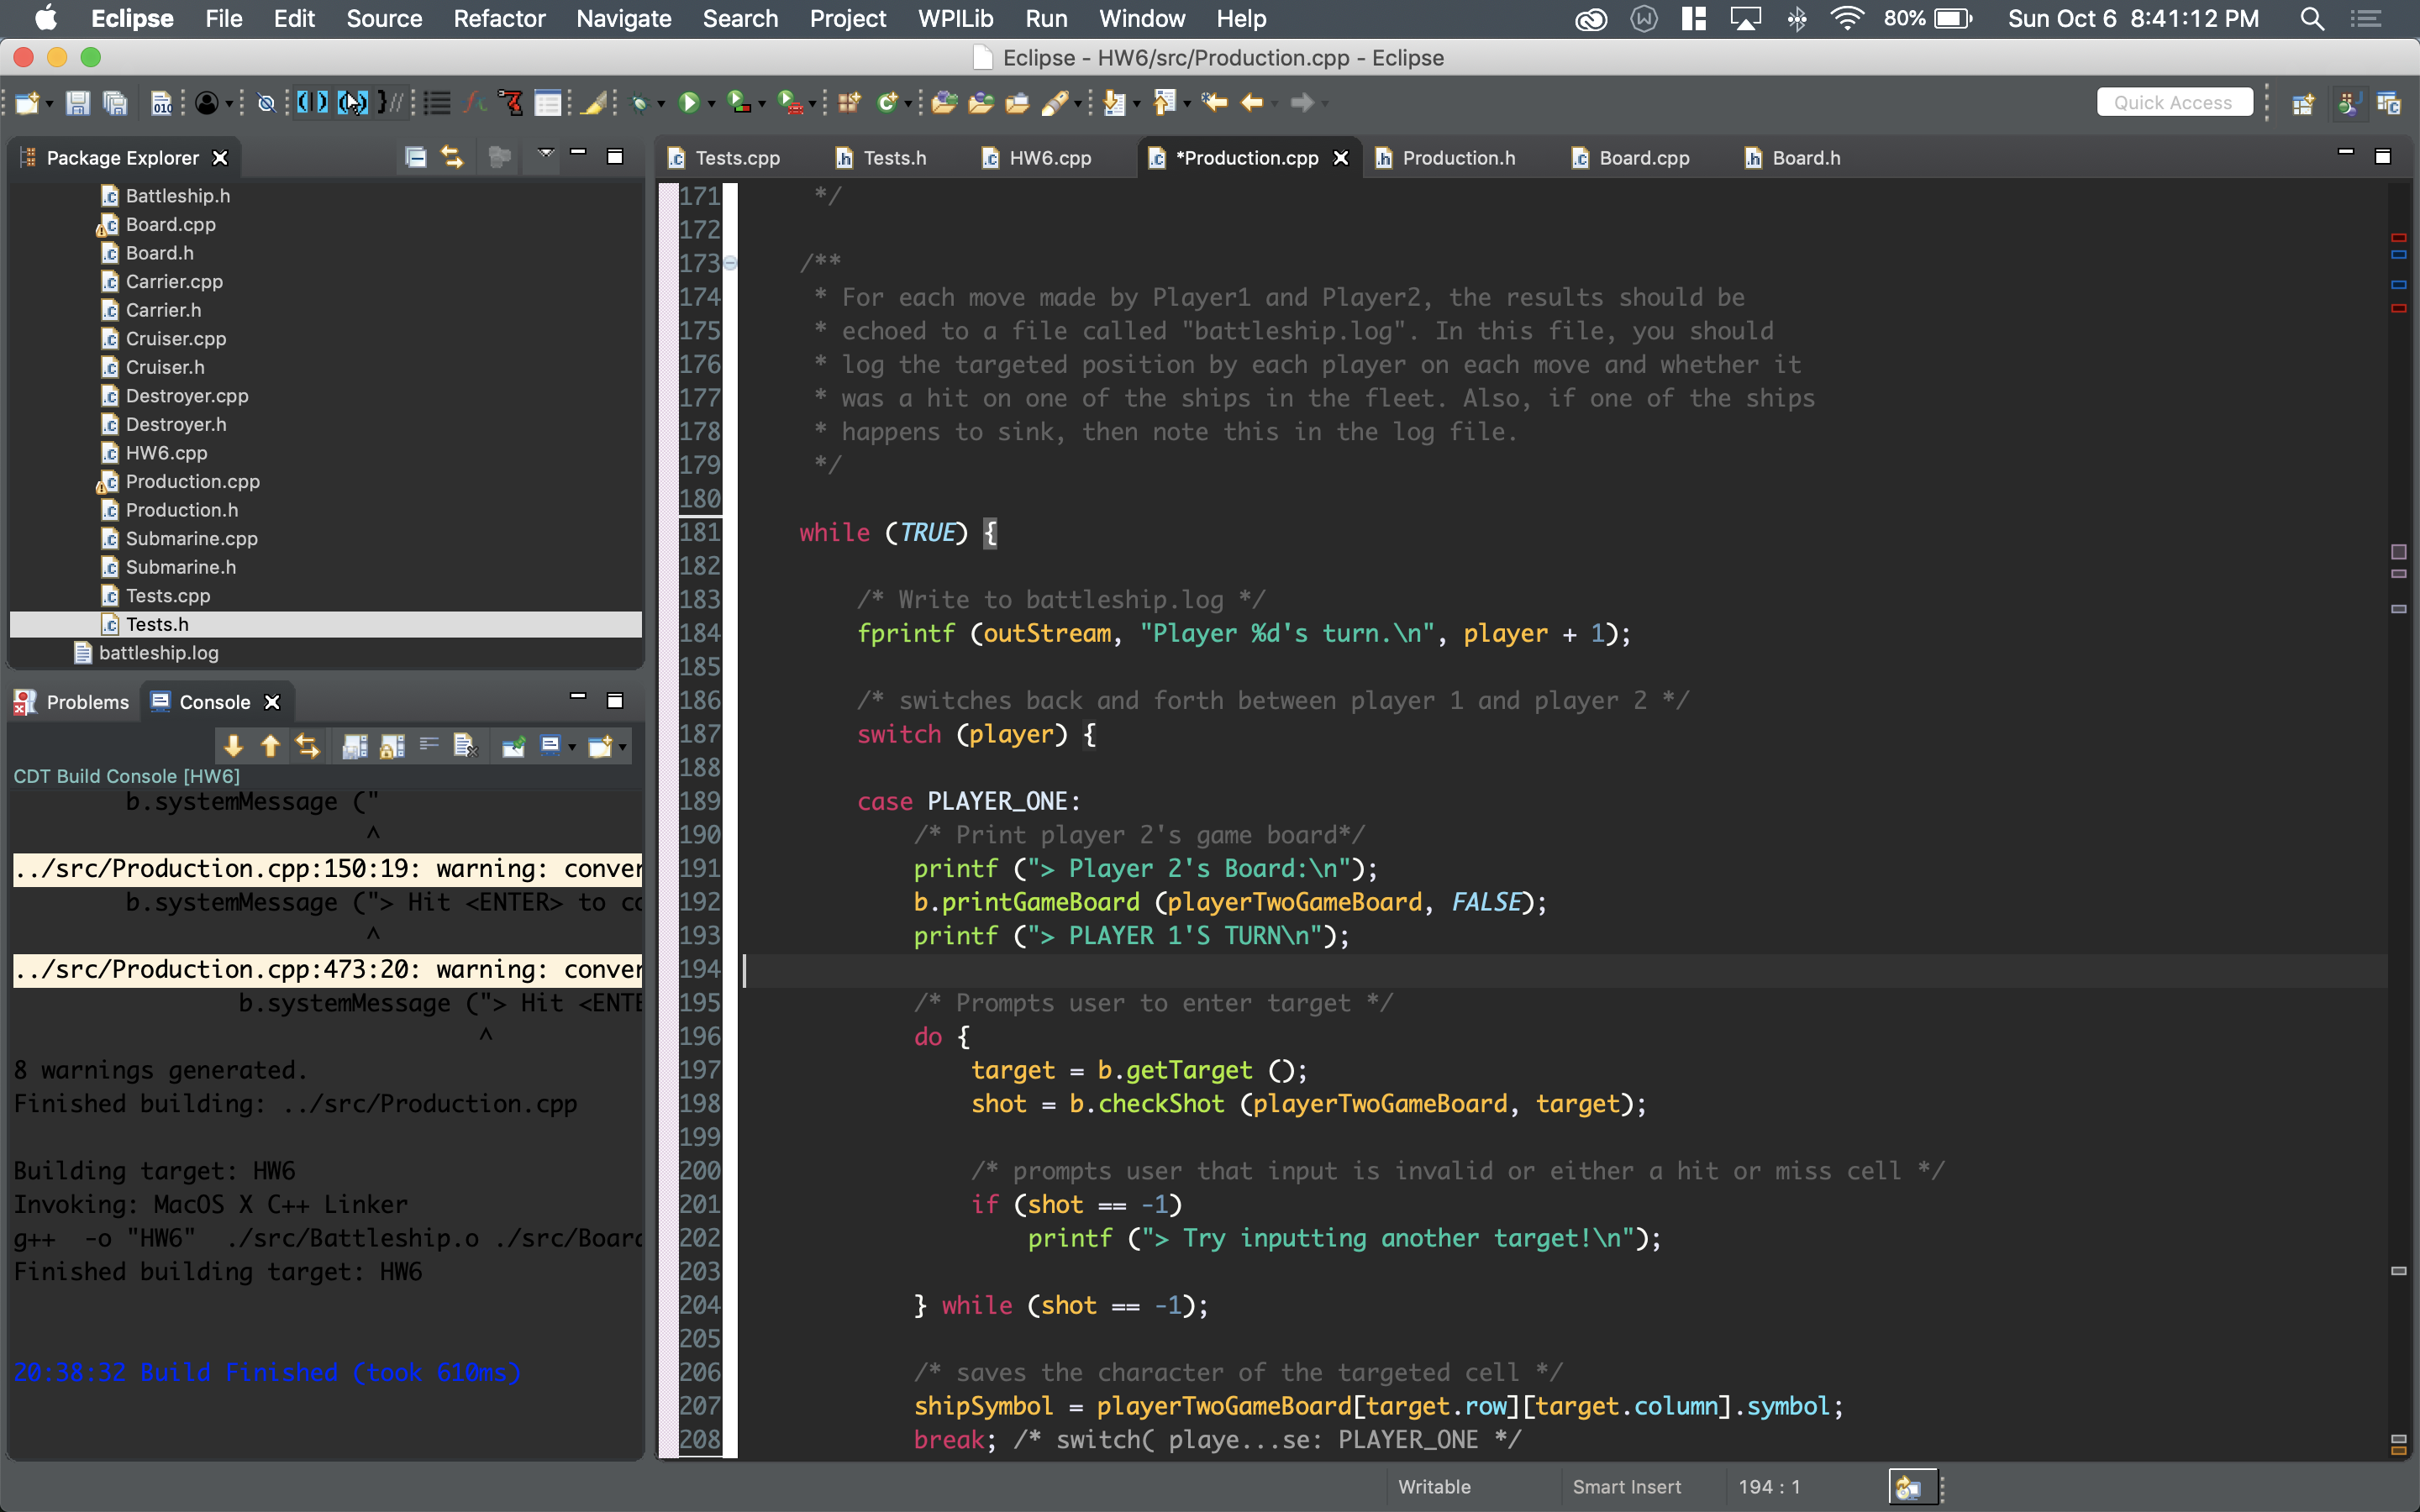 Eclipse File Edit Source Refactor Navigate Search Project WPILib Run Window Help 80% Sun Oct 6 8:41:12 PM
Eclipse - HW6/src/Production.cpp - Eclipse
Quick Access
Package Explorer
Battleship.h
Board.cpp
Board.h
Carrier.cpp
Carrier.h
Cruiser.cpp
Cruiser.h
Destroyer.cpp
Destroyer.h
HW6.cpp
Production.cpp
Production.h
Submarine.cpp
Submarine.h
Tests.cpp
Tests.h
battleship.log
Problems Console
CDT Build Console [HW6]
b.systemMessage ("
^
../src/Production.cpp:150:19: warning: conver
b.systemMessage ("> Hit <ENTER> to co
^
../src/Production.cpp:473:20: warning: conver
b.systemMessage ("> Hit <ENTE
^
8 warnings generated.
Finished building: ../src/Production.cpp
Building target: HW6
Invoking: MacOS X C++ Linker
g++ -o "HW6" ./src/Battleship.o ./src/Board
Finished building target: HW6
20:38:32 Build Finished (took 610ms)
Tests.cpp Tests.h HW6.cpp *Production.cpp Production.h Board.cpp Board.h
171 */
172
173 /**
174 * For each move made by Player1 and Player2, the results should be
175 * echoed to a file called "battleship.log". In this file, you should
176 * log the targeted position by each player on each move and whether it
177 * was a hit on one of the ships in the fleet. Also, if one of the ships
178 * happens to sink, then note this in the log file.
179 */
180
181 while (TRUE) {
182
183 /* Write to battleship.log */
184 fprintf (outStream, "Player %d's turn.\n", player + 1);
185
186 /* switches back and forth between player 1 and player 2 */
187 switch (player) {
188
189 case PLAYER_ONE:
190 /* Print player 2's game board*/
191 printf ("> Player 2's Board:\n");
192 b.printGameBoard (playerTwoGameBoard, FALSE);
193 printf ("> PLAYER 1'S TURN\n");
194
195 /* Prompts user to enter target */
196 do {
197 target = b.getTarget ();
198 shot = b.checkShot (playerTwoGameBoard, target);
199
200 /* prompts user that input is invalid or either a hit or miss cell */
201 if (shot == -1)
202 printf ("> Try inputting another target!\n");
203
204 } while (shot == -1);
205
206 /* saves the character of the targeted cell */
207 shipSymbol = playerTwoGameBoard[target.row][target.column].symbol;
208 break; /* switch( playe...se: PLAYER_ONE */
Writable Smart Insert 194 : 1